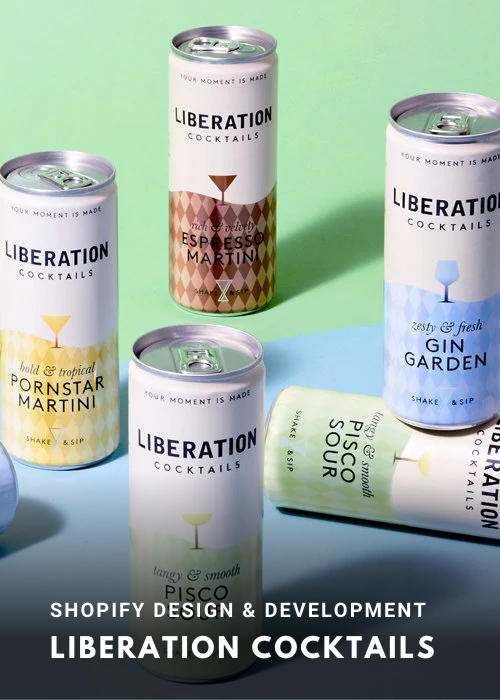 YOUR MOMENT IS MADE
LIBERATION
COCKTAILS
rich & velvety
ESPRESSO
MARTINI
SHAKE & SIP
YOUR MOMENT IS MADE
LIBERATIO
COCKTAILS
zesty & fresh
GIN
GARDEN
SHAKE & SIP
YOUR MOMENT IS MADE
LIBERATION
COCKTAILS
bold & tropical
PORNSTAR
MARTINI
SHAKE & SIP
YOUR MOMENT IS MADE
LIBERATION
COCKTAILS
tangy & smooth
PISCO
LIBERATION
tangy & smooth
PISCO
SOUR
SHAKE & SIP
SHOPIFY DESIGN & DEVELOPMENT
LIBERATION COCKTAILS